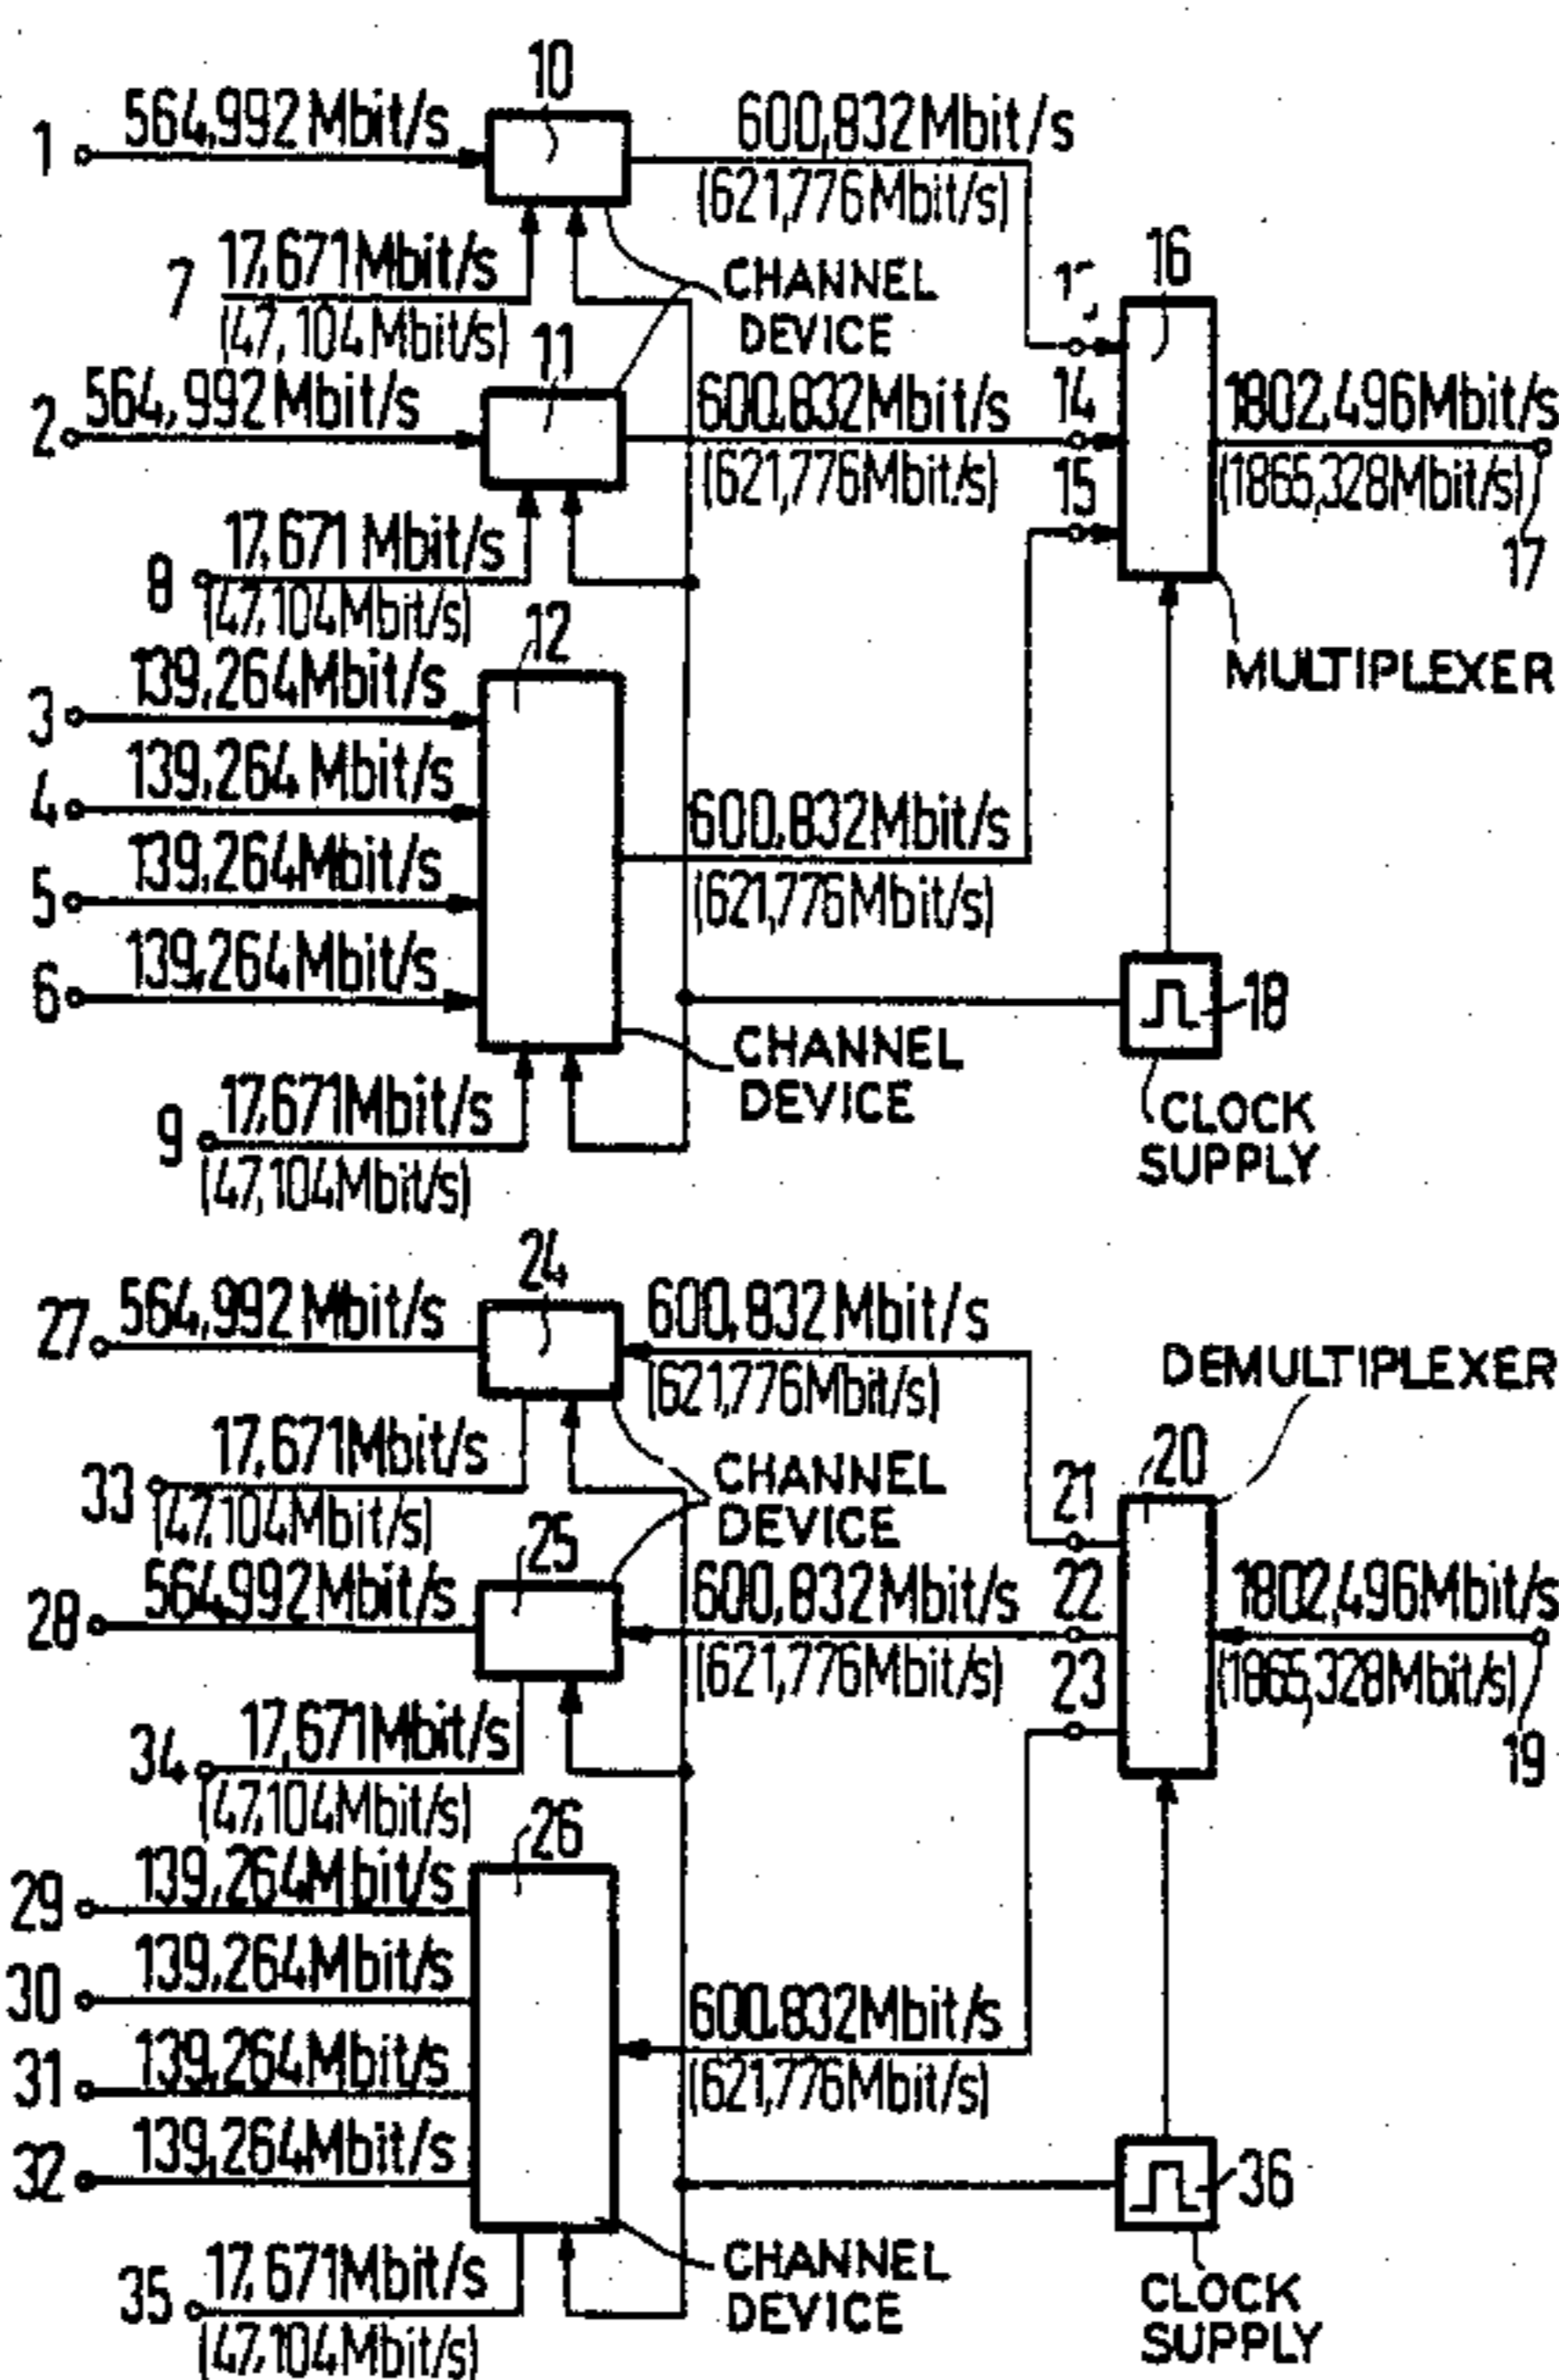 10
1
564,992 Mbit/s
600,832 Mbit/s
(621,776 Mbit/s)
7
17,671 Mbit/s
(47,104 Mbit/s)
CHANNEL
DEVICE
16
11
2
564,992 Mbit/s
600,832 Mbit/s
(621,776 Mbit/s)
14
15
1802,496 Mbit/s
(1865,328 Mbit/s)
17
8
17,671 Mbit/s
(47,104 Mbit/s)
12
MULTIPLEXER
3
139,264 Mbit/s
4
139,264 Mbit/s
5
139,264 Mbit/s
6
139,264 Mbit/s
600,832 Mbit/s
(621,776 Mbit/s)
18
CHANNEL
DEVICE
CLOCK
SUPPLY
9
17,671 Mbit/s
(47,104 Mbit/s)
24
27
564,992 Mbit/s
600,832 Mbit/s
(621,776 Mbit/s)
DEMULTIPLEXER
33
17,671 Mbit/s
(47,104 Mbit/s)
CHANNEL
DEVICE
20
21
25
28
564,992 Mbit/s
600,832 Mbit/s
(621,776 Mbit/s)
22
23
1802,496 Mbit/s
(1865,328 Mbit/s)
19
34
17,671 Mbit/s
(47,104 Mbit/s)
26
29
139,264 Mbit/s
30
139,264 Mbit/s
31
139,264 Mbit/s
32
139,264 Mbit/s
600,832 Mbit/s
(621,776 Mbit/s)
36
35
17,671 Mbit/s
(47,104 Mbit/s)
CHANNEL
DEVICE
CLOCK
SUPPLY